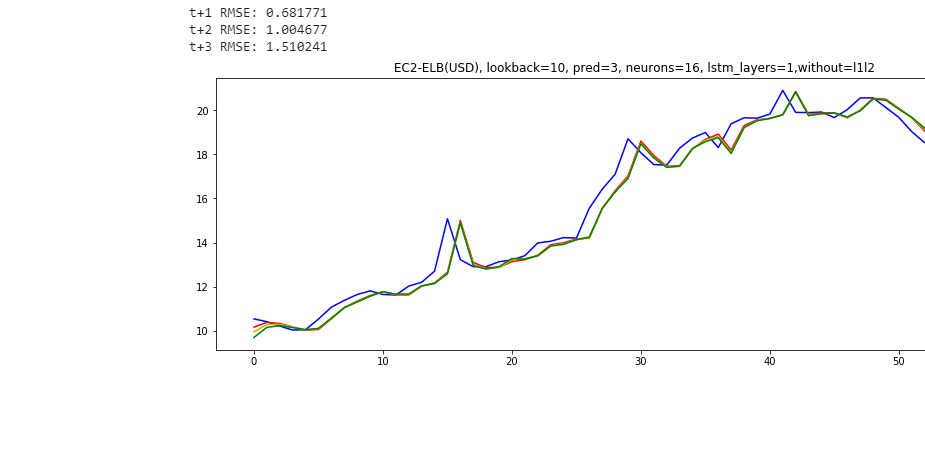 t+1 RMSE: 0.681771
t+2 RMSE: 1.004677
t+3 RMSE: 1.510241
EC2-ELB(USD), lookback=10, pred=3, neurons=16, lstm_layers=1,without=l1l2
20
18
16
14
12
10
0 10 20 30 40 50